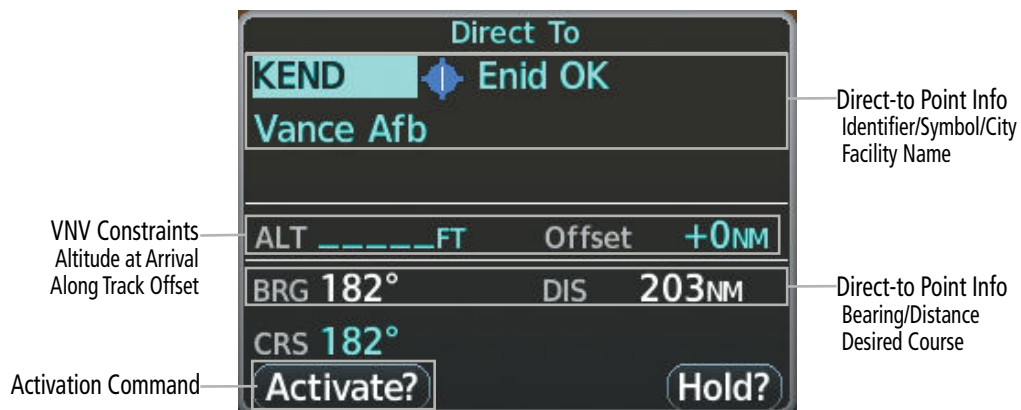 Direct To
KEND Enid OK
Vance Afb
Direct-to Point Info
Identifier/Symbol/City
Facility Name
VNV Constraints
Altitude at Arrival
Along Track Offset
ALT _____FT Offset +0NM
BRG 182° DIS 203NM
Direct-to Point Info
Bearing/Distance
Desired Course
CRS 182°
Activation Command
Activate? Hold?